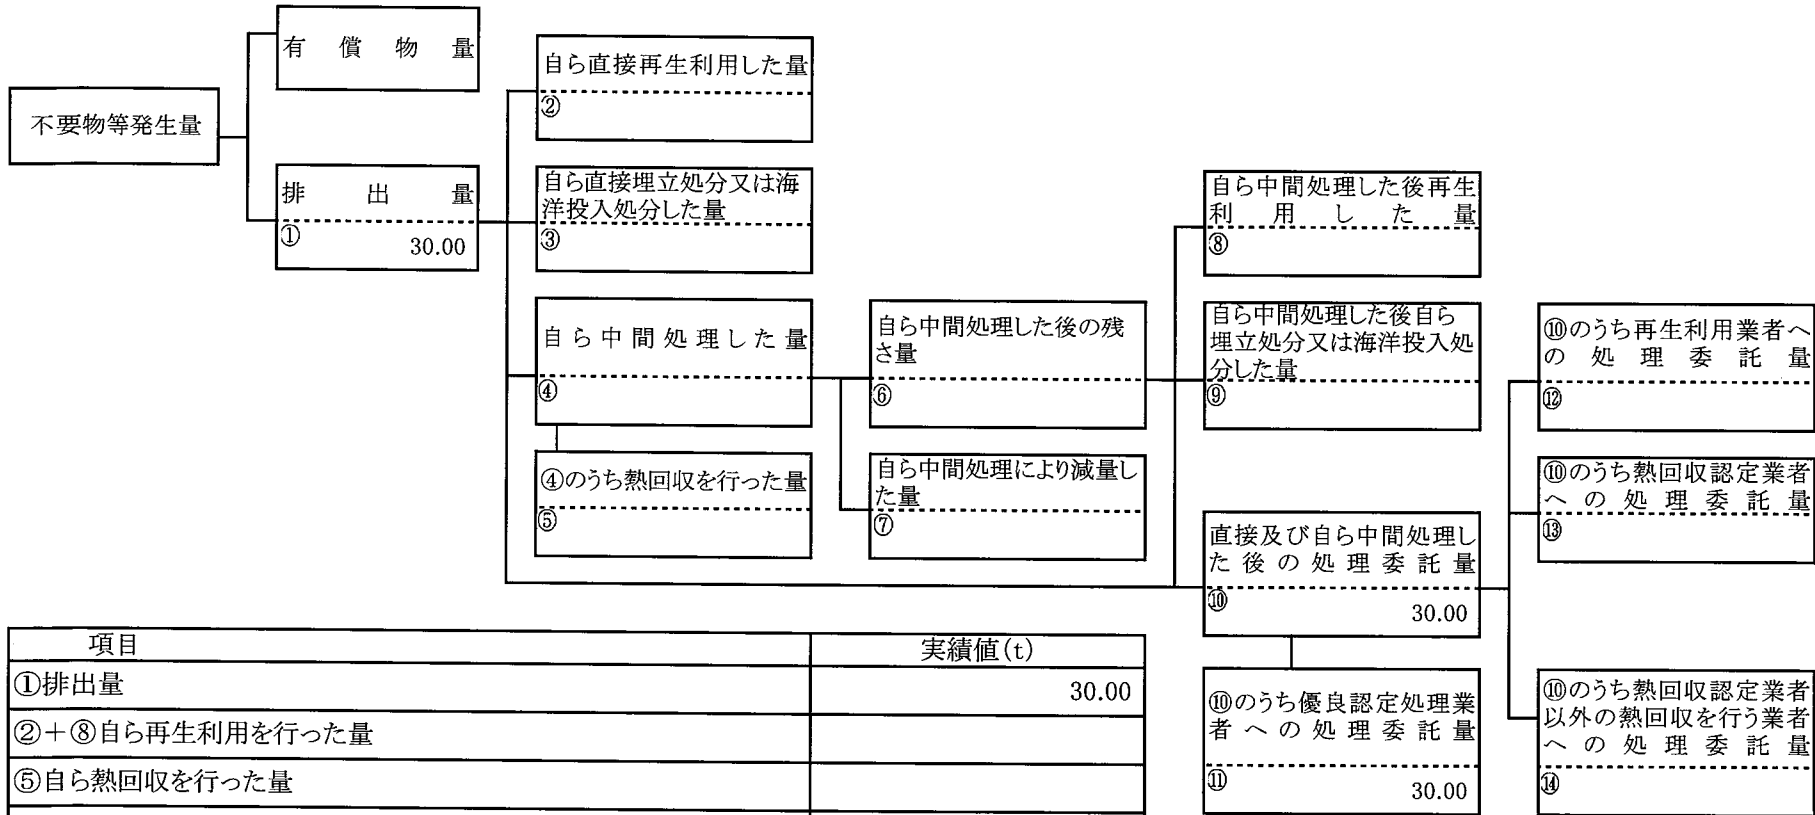 不要物等発生量
有償物量
排出量
①
30.00
自ら直接再生利用した量
②
自ら直接埋立処分又は海
洋投入処分した量
③
自ら中間処理した量
④
④のうち熱回収を行った量
⑤
自ら中間処理した後の残
さ量
⑥
自ら中間処理により減量し
た量
⑦
自ら中間処理した後再生
利用した量
⑧
自ら中間処理した後自ら
埋立処分又は海洋投入処
分した量
⑨
直接及び自ら中間処理し
た後の処理委託量
⑩
30.00
⑩のうち優良認定処理業
者への処理委託量
⑪
30.00
⑩のうち再生利用業者へ
の処理委託量
⑫
⑩のうち熱回収認定業者
への処理委託量
⑬
⑩のうち熱回収認定業者
以外の熱回収を行う業者
への処理委託量
⑭
項目 実績値(t)
①排出量 30.00
②+⑧自ら再生利用を行った量
⑤自ら熱回収を行った量